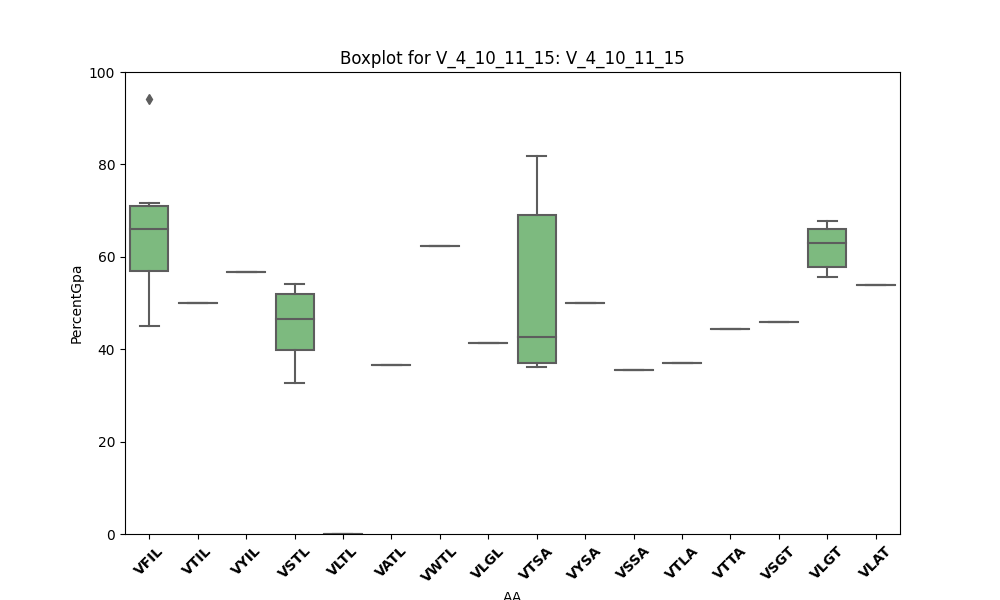 Boxplot for V_4_10_11_15: V_4_10_11_15
100
80
60
40
20
0
PercentGpa
VFIL VTIL VYIL VSTL VLTL VATL VWTL VLGL VTSA VYSA VSSA VTLA VTTA VSGT VLGT VLAT
AA